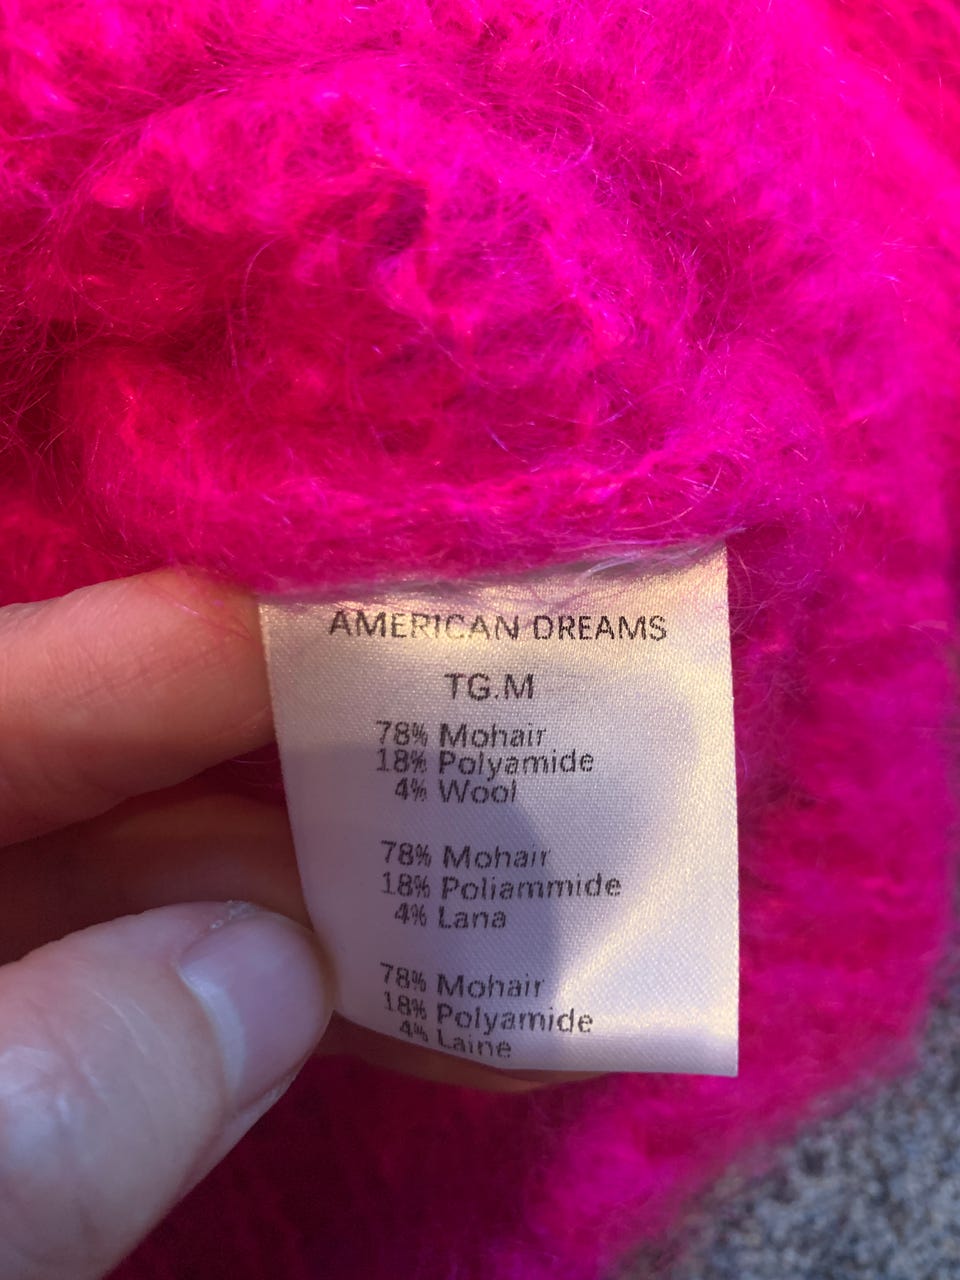 AMERICAN DREAMS
TG.M
78% Mohair
18% Polyamide
4% Wool
78% Mohair
18% Poliammide
4% Lana
78% Mohair
18% Polyamide
4% Laine